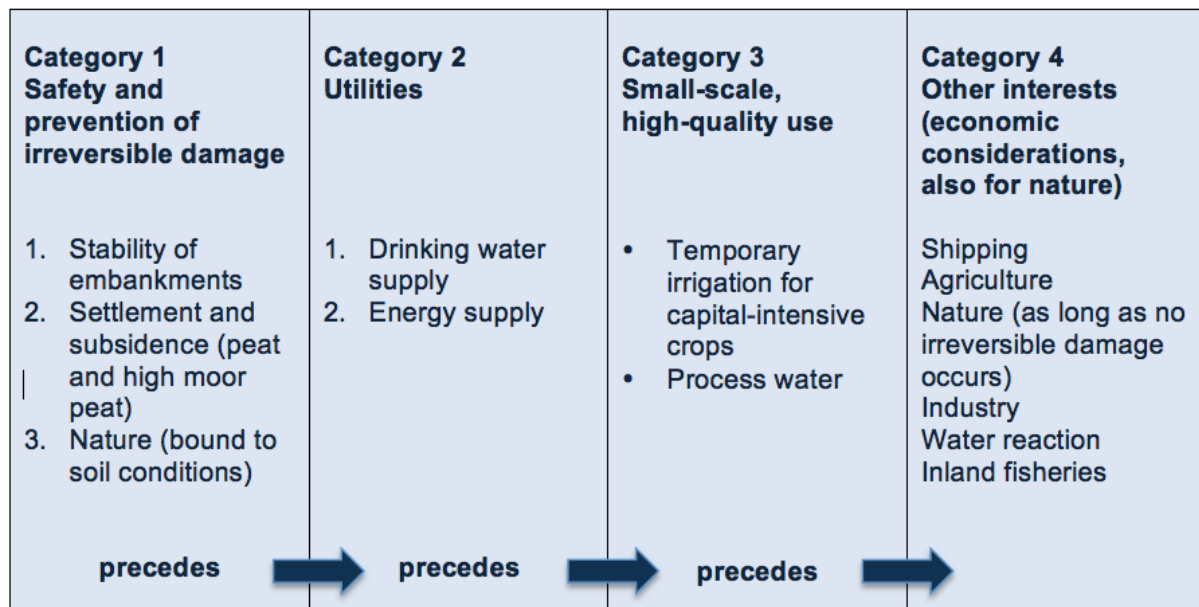 Category 1
Safety and
prevention of
irreversible damage
1. Stability of
embankments
2. Settlement and
subsidence (peat
and high moor
peat)
3. Nature (bound to
soil conditions)
precedes
Category 2
Utilities
1. Drinking water
supply
2. Energy supply
precedes
Category 3
Small-scale,
high-quality use
• Temporary
irrigation for
capital-intensive
crops
• Process water
precedes
Category 4
Other interests
(economic
considerations,
also for nature)
Shipping
Agriculture
Nature (as long as no
irreversible damage
occurs)
Industry
Water reaction
Inland fisheries